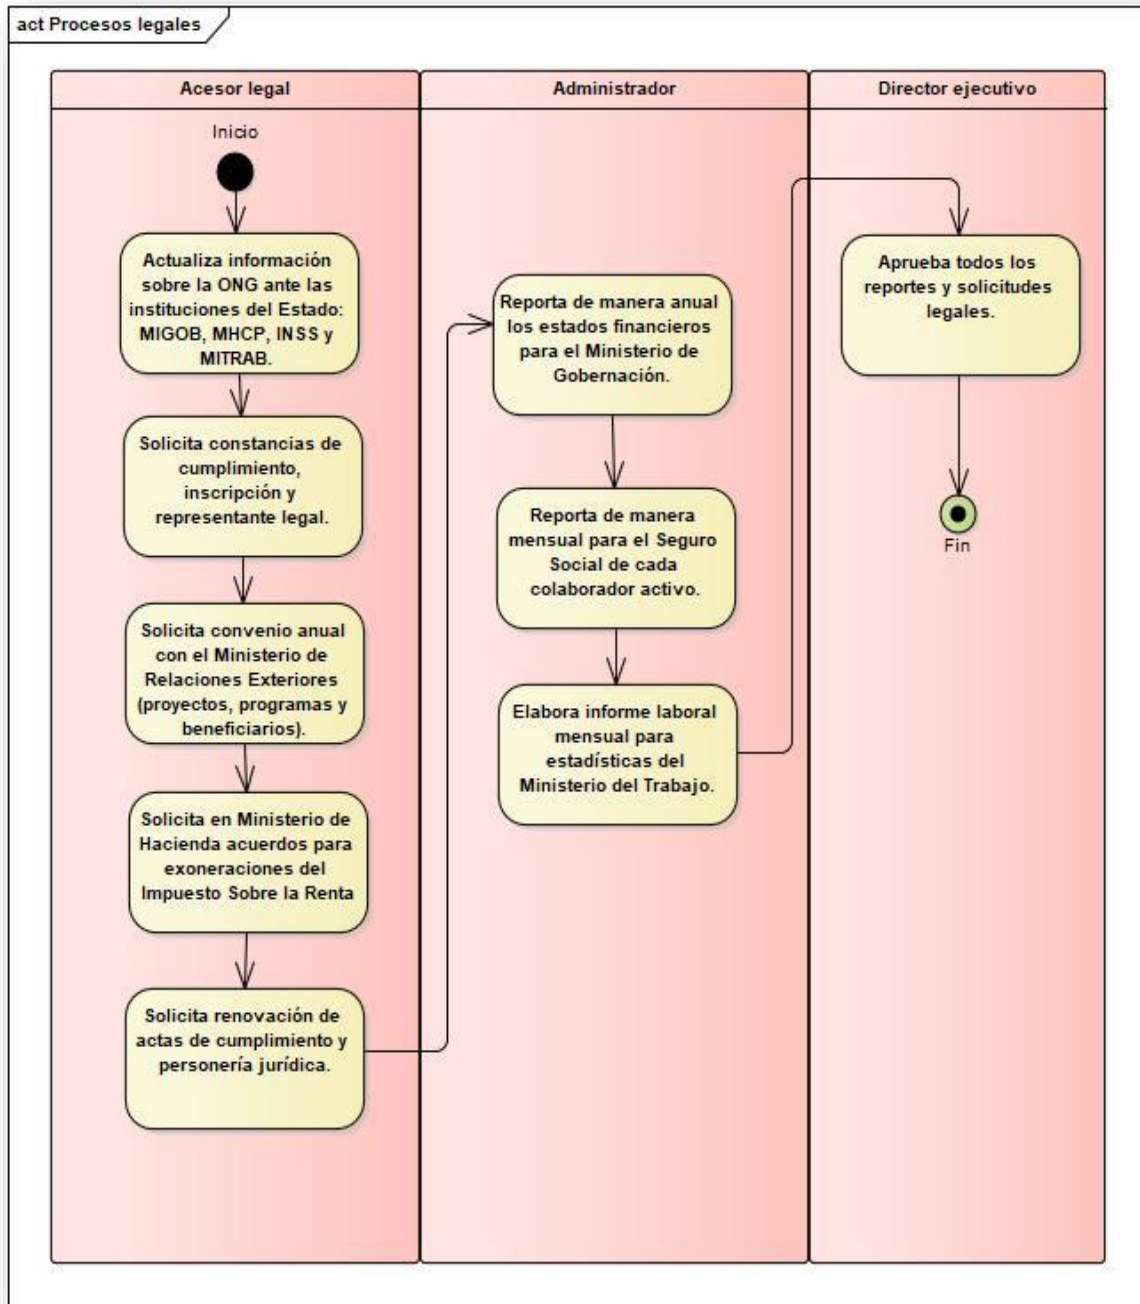 act Procesos legales
Acesor legal
Administrador
Director ejecutivo
Inicio
Actualiza información
sobre la ONG ante las
instituciones del Estado:
MIGOB, MHCP, INSS y
MITRAB.
Solicita constancias de
cumplimiento,
inscripción y
representante legal.
Solicita convenio anual
con el Ministerio de
Relaciones Exteriores
(proyectos, programas y
beneficiarios).
Solicita en Ministerio de
Hacienda acuerdos para
exoneraciones del
Impuesto Sobre la Renta
Solicita renovación de
actas de cumplimiento y
personería jurídica.
Reporta de manera anual
los estados financieros
para el Ministerio de
Gobernación.
Reporta de manera
mensual para el Seguro
Social de cada
colaborador activo.
Elabora informe laboral
mensual para
estadísticas del
Ministerio del Trabajo.
Aprueba todos los
reportes y solicitudes
legales.
Fin